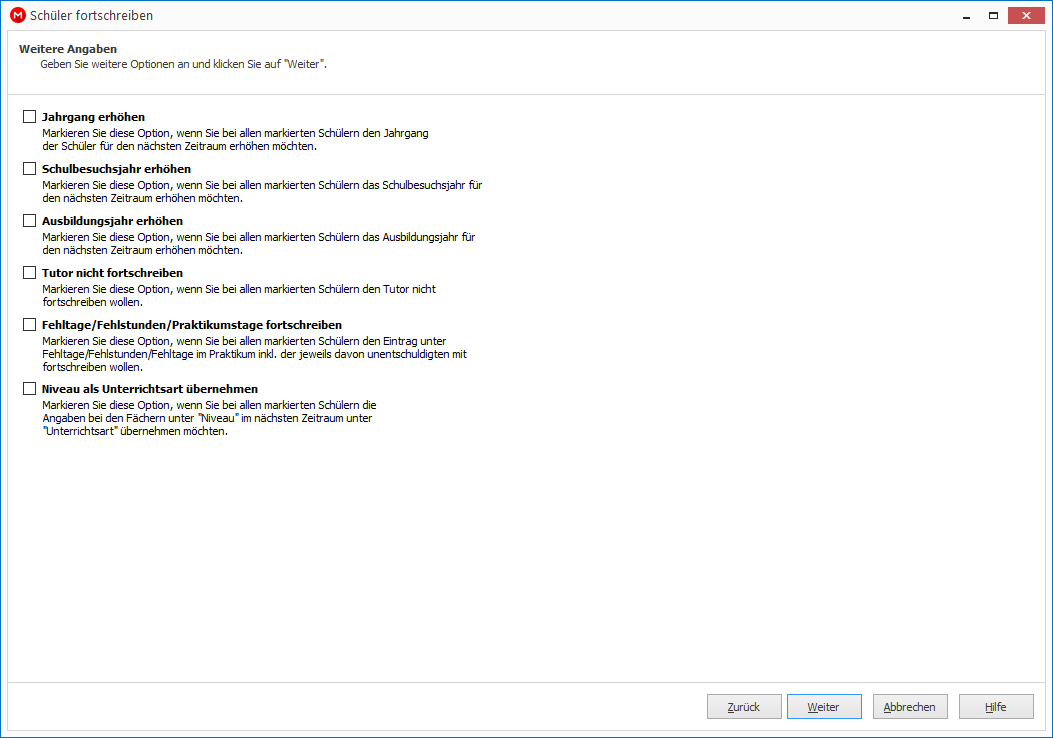 M Schüler fortschreiben
Weitere Angaben
Geben Sie weitere Optionen an und klicken Sie auf "Weiter".
Jahrgang erhöhen
Markieren Sie diese Option, wenn Sie bei allen markierten Schülern den Jahrgang
der Schüler für den nächsten Zeitraum erhöhen möchten.
Schulbesuchsjahr erhöhen
Markieren Sie diese Option, wenn Sie bei allen markierten Schülern das Schulbesuchsjahr für
den nächsten Zeitraum erhöhen möchten.
Ausbildungsjahr erhöhen
Markieren Sie diese Option, wenn Sie bei allen markierten Schülern das Ausbildungsjahr für
den nächsten Zeitraum erhöhen möchten.
Tutor nicht fortschreiben
Markieren Sie diese Option, wenn Sie bei allen markierten Schülern den Tutor nicht
fortschreiben wollen.
Fehltage/Fehlstunden/Praktikumstage fortschreiben
Markieren Sie diese Option, wenn Sie bei allen markierten Schülern den Eintrag unter
Fehltage/Fehlstunden/Fehltage im Praktikum inkl. der jeweils davon unentschuldigten mit
fortschreiben wollen.
Niveau als Unterrichtsart übernehmen
Markieren Sie diese Option, wenn Sie bei allen markierten Schülern die
Angaben bei den Fächern unter "Niveau" im nächsten Zeitraum unter
"Unterrichtsart" übernehmen möchten.
Zurück Weiter Abbrechen Hilfe